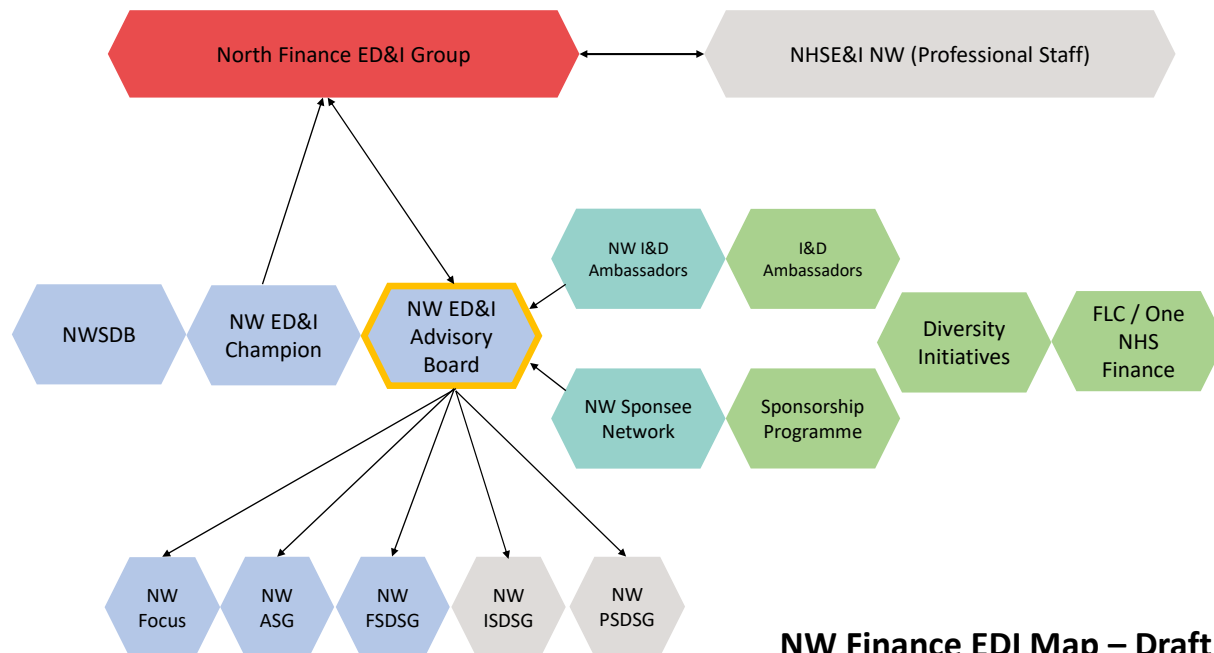 North Finance ED&I Group
NHSE&I NW (Professional Staff)
NW I&D
Ambassadors
I&D
Ambassadors
NWSDB
NW ED&I
Champion
NW ED&I
Advisory
Board
Diversity
Initiatives
FLC / One
NHS
Finance
NW Sponsee
Network
Sponsorship
Programme
NW
Focus
NW
ASG
NW
FSDSG
NW
ISDSG
NW
PSDSG
NW Finance EDI Map – Draft